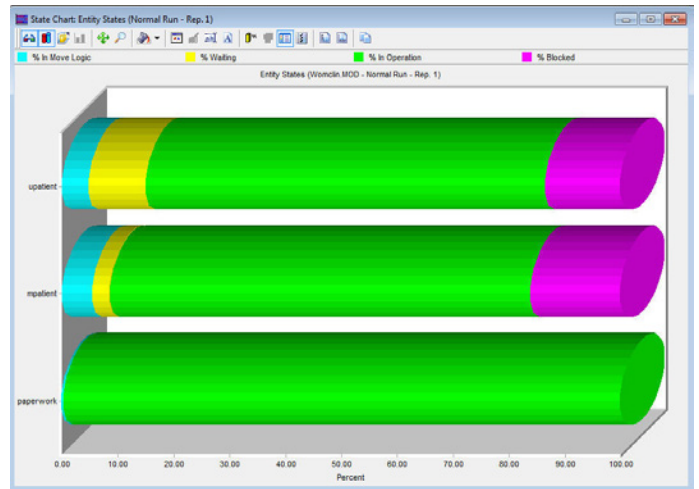 State Chart: Entity States (Normal Run - Rep. 1)
% In Move Logic % Waiting % In Operation % Blocked
Entity States (Womclin.MOD - Normal Run - Rep. 1)
upatient
mpatient
paperwork
0.00 10.00 20.00 30.00 40.00 50.00 60.00 70.00 80.00 90.00 100.00
Percent